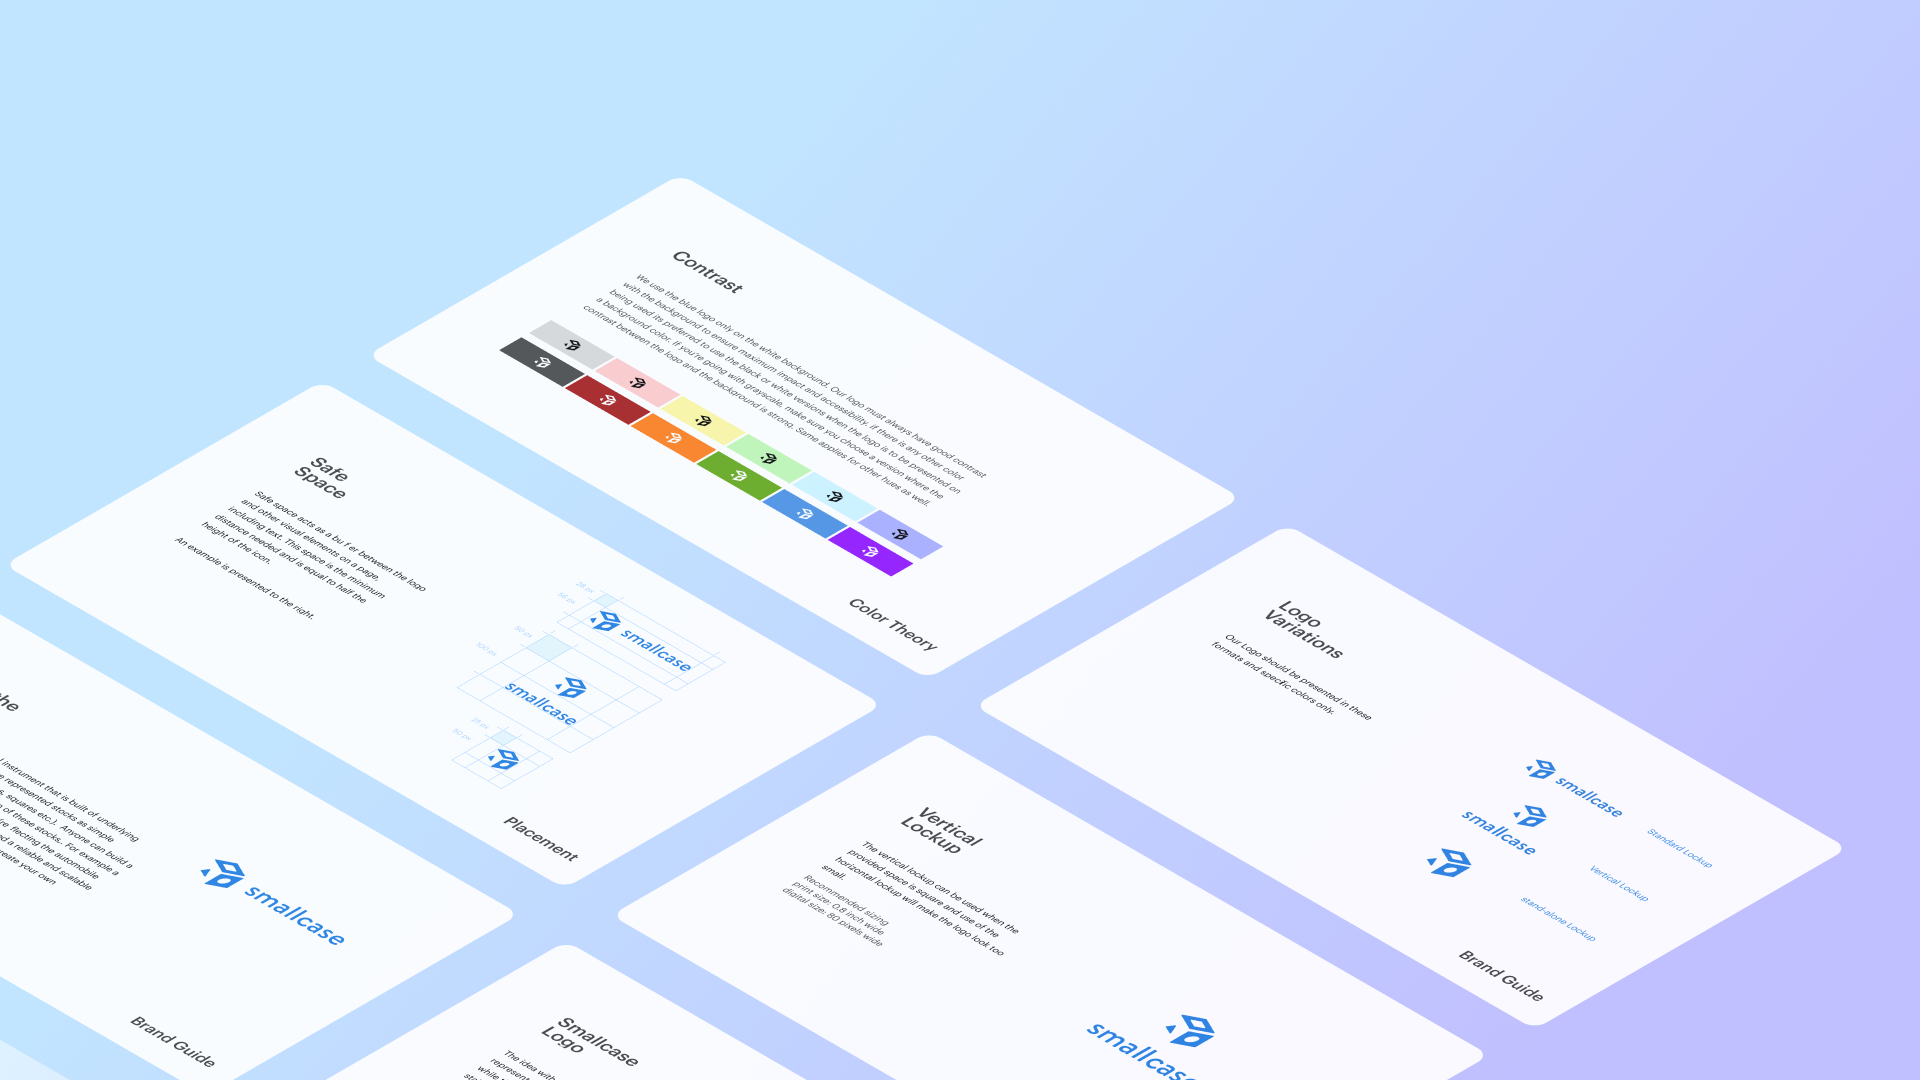 Contrast
We use the blue logo only on the white background. Our logo must always have good contrast
with the background to ensure maximum impact and accessibility. if there is any other color
being used its preferred to use the black or white versions when the logo is to be presented on
a background color. If you're going with grayscale, make sure you choose a version where the
contrast between the logo and the background is strong. Same applies for other hues as well.
Color Theory
Safe
Space
Safe space acts as a bu f er between the logo
and other visual elements on a page,
including text. This space is the minimum
distance needed and is equal to half the
height of the icon.
An example is presented to the right.
28 px
56 px
smallcase
50 px
100 px
smallcase
25 px
50 px
Placement
Logo
Variations
Our Logo should be presented in these
formats and specific colors only.
smallcase
Standard Lockup
smallcase
Vertical Lockup
stand-alone Lockup
Brand Guide
Vertical
Lockup
The vertical lockup can be used when the
provided space is square and use of the
horizontal lockup will make the logo look too
small.
Recommended sizing
print size: 0.8 inch wide
digital size: 80 pixels wide
smallcase
he
instrument that is built of underlying
represented stocks as simple
s, squares etc.). Anyone can build a
of these stocks. For example a
re flecting the automobile
d a reliable and scalable
reate your own
smallcase
Brand Guide
Smallcase
Logo
The idea with
represent
while